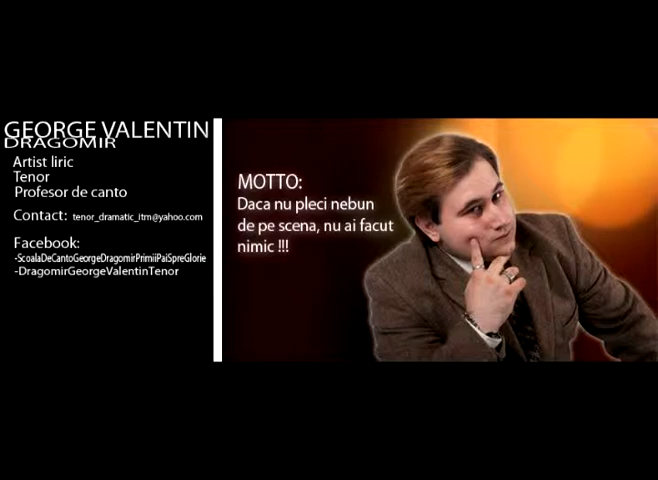 GEORGE VALENTIN
DRAGOMIR
Artist liric
Tenor
Profesor de canto
Contact: tenor_dramatic_itm@yahoo.com
Facebook:
-ScoalaDeCantoGeorgeDragomirPrimiiPaiSpreGlorie
-DragomirGeorgeValentinTenor
MOTTO:
Daca nu pleci nebun
de pe scena, nu ai facut
nimic !!!